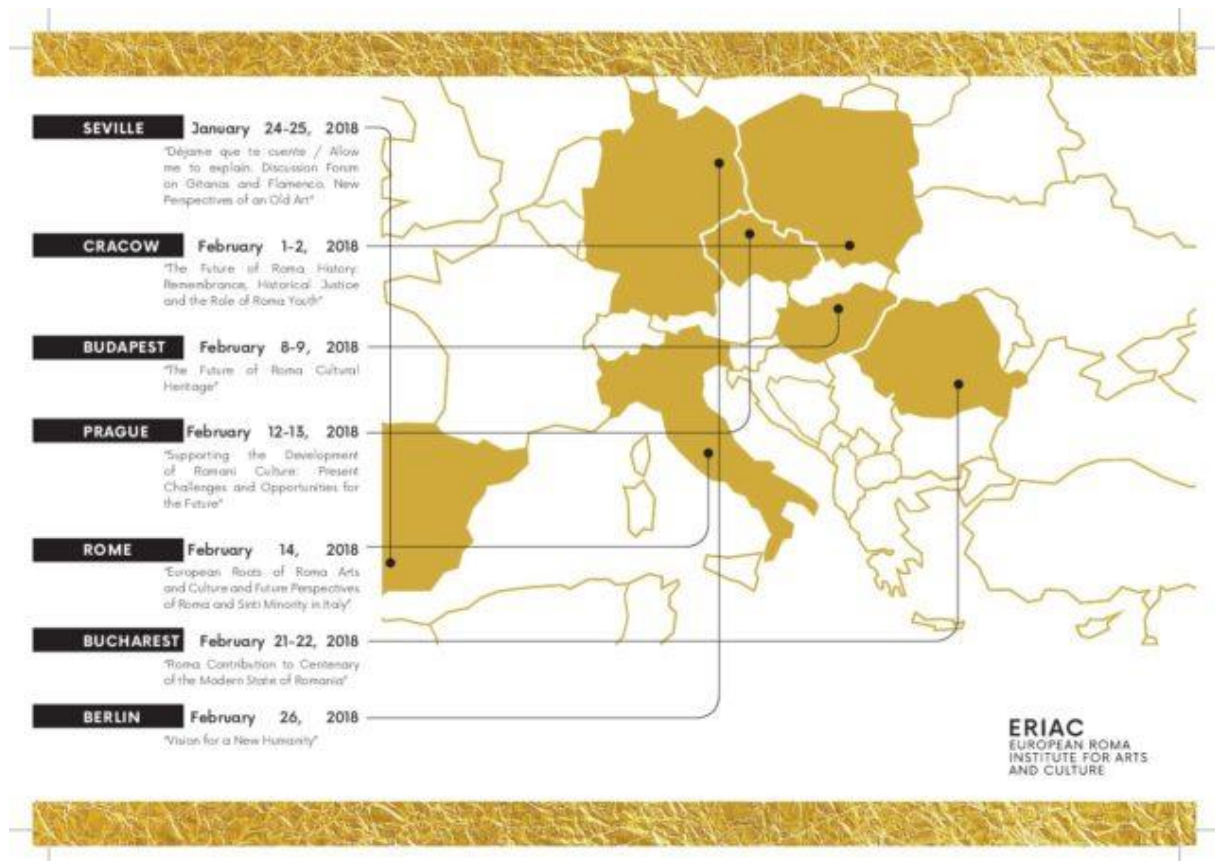 SEVILLE January 24-25, 2018
"Déjame que te cuente / Allow
me to explain. Discussion Forum
on Gitanas and Flamenco, New
Perspectives of an Old Art"
CRACOW February 1-2, 2018
"The Future of Roma History:
Remembrance, Historical Justice
and the Role of Roma Youth"
BUDAPEST February 8-9, 2018
"The Future of Roma Cultural
Heritage"
PRAGUE February 12-13, 2018
"Supporting the Development
of Romani Culture: Present
Challenges and Opportunities for
the Future"
ROME February 14, 2018
"European Roots of Roma Arts
and Culture and Future Perspectives
of Roma and Sinti Minority in Italy"
BUCHAREST February 21-22, 2018
"Roma Contribution to Centenary
of the Modern State of Romania"
BERLIN February 26, 2018
"Vision for a New Humanity"
ERIAC
EUROPEAN ROMA
INSTITUTE FOR ARTS
AND CULTURE